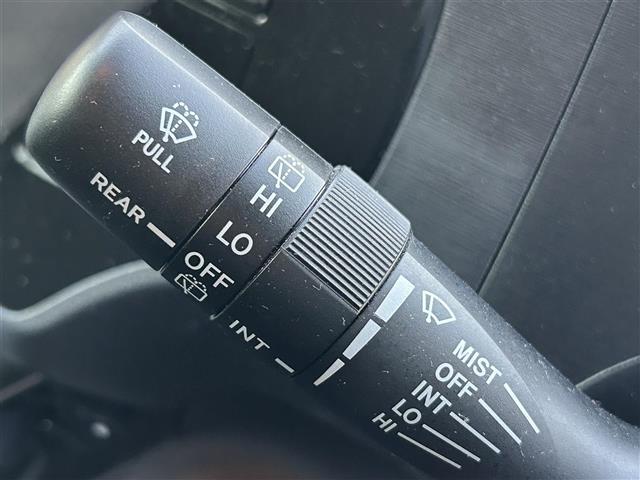 PULL
REAR
HI
LO
OFF
INT
MIST
OFF
INT
LO
HI